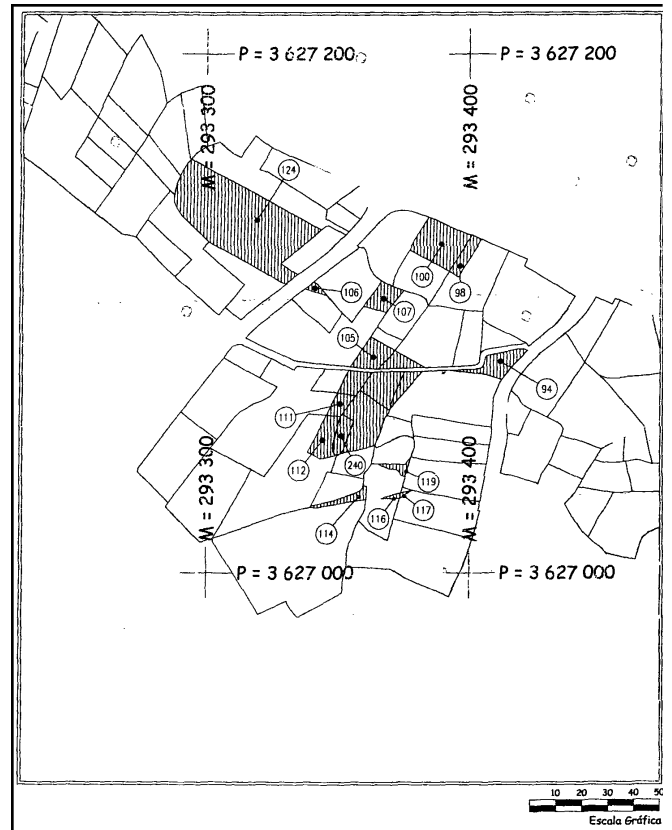 P = 3 627 200
P = 3 627 200
M = 293 300
M = 293 400
124
100
98
106
107
105
94
111
112
240
119
M = 293 300
M = 293 400
114
116
117
P = 3 627 000
P = 3 627 000
10 20 30 40 50
Escala Gráfica